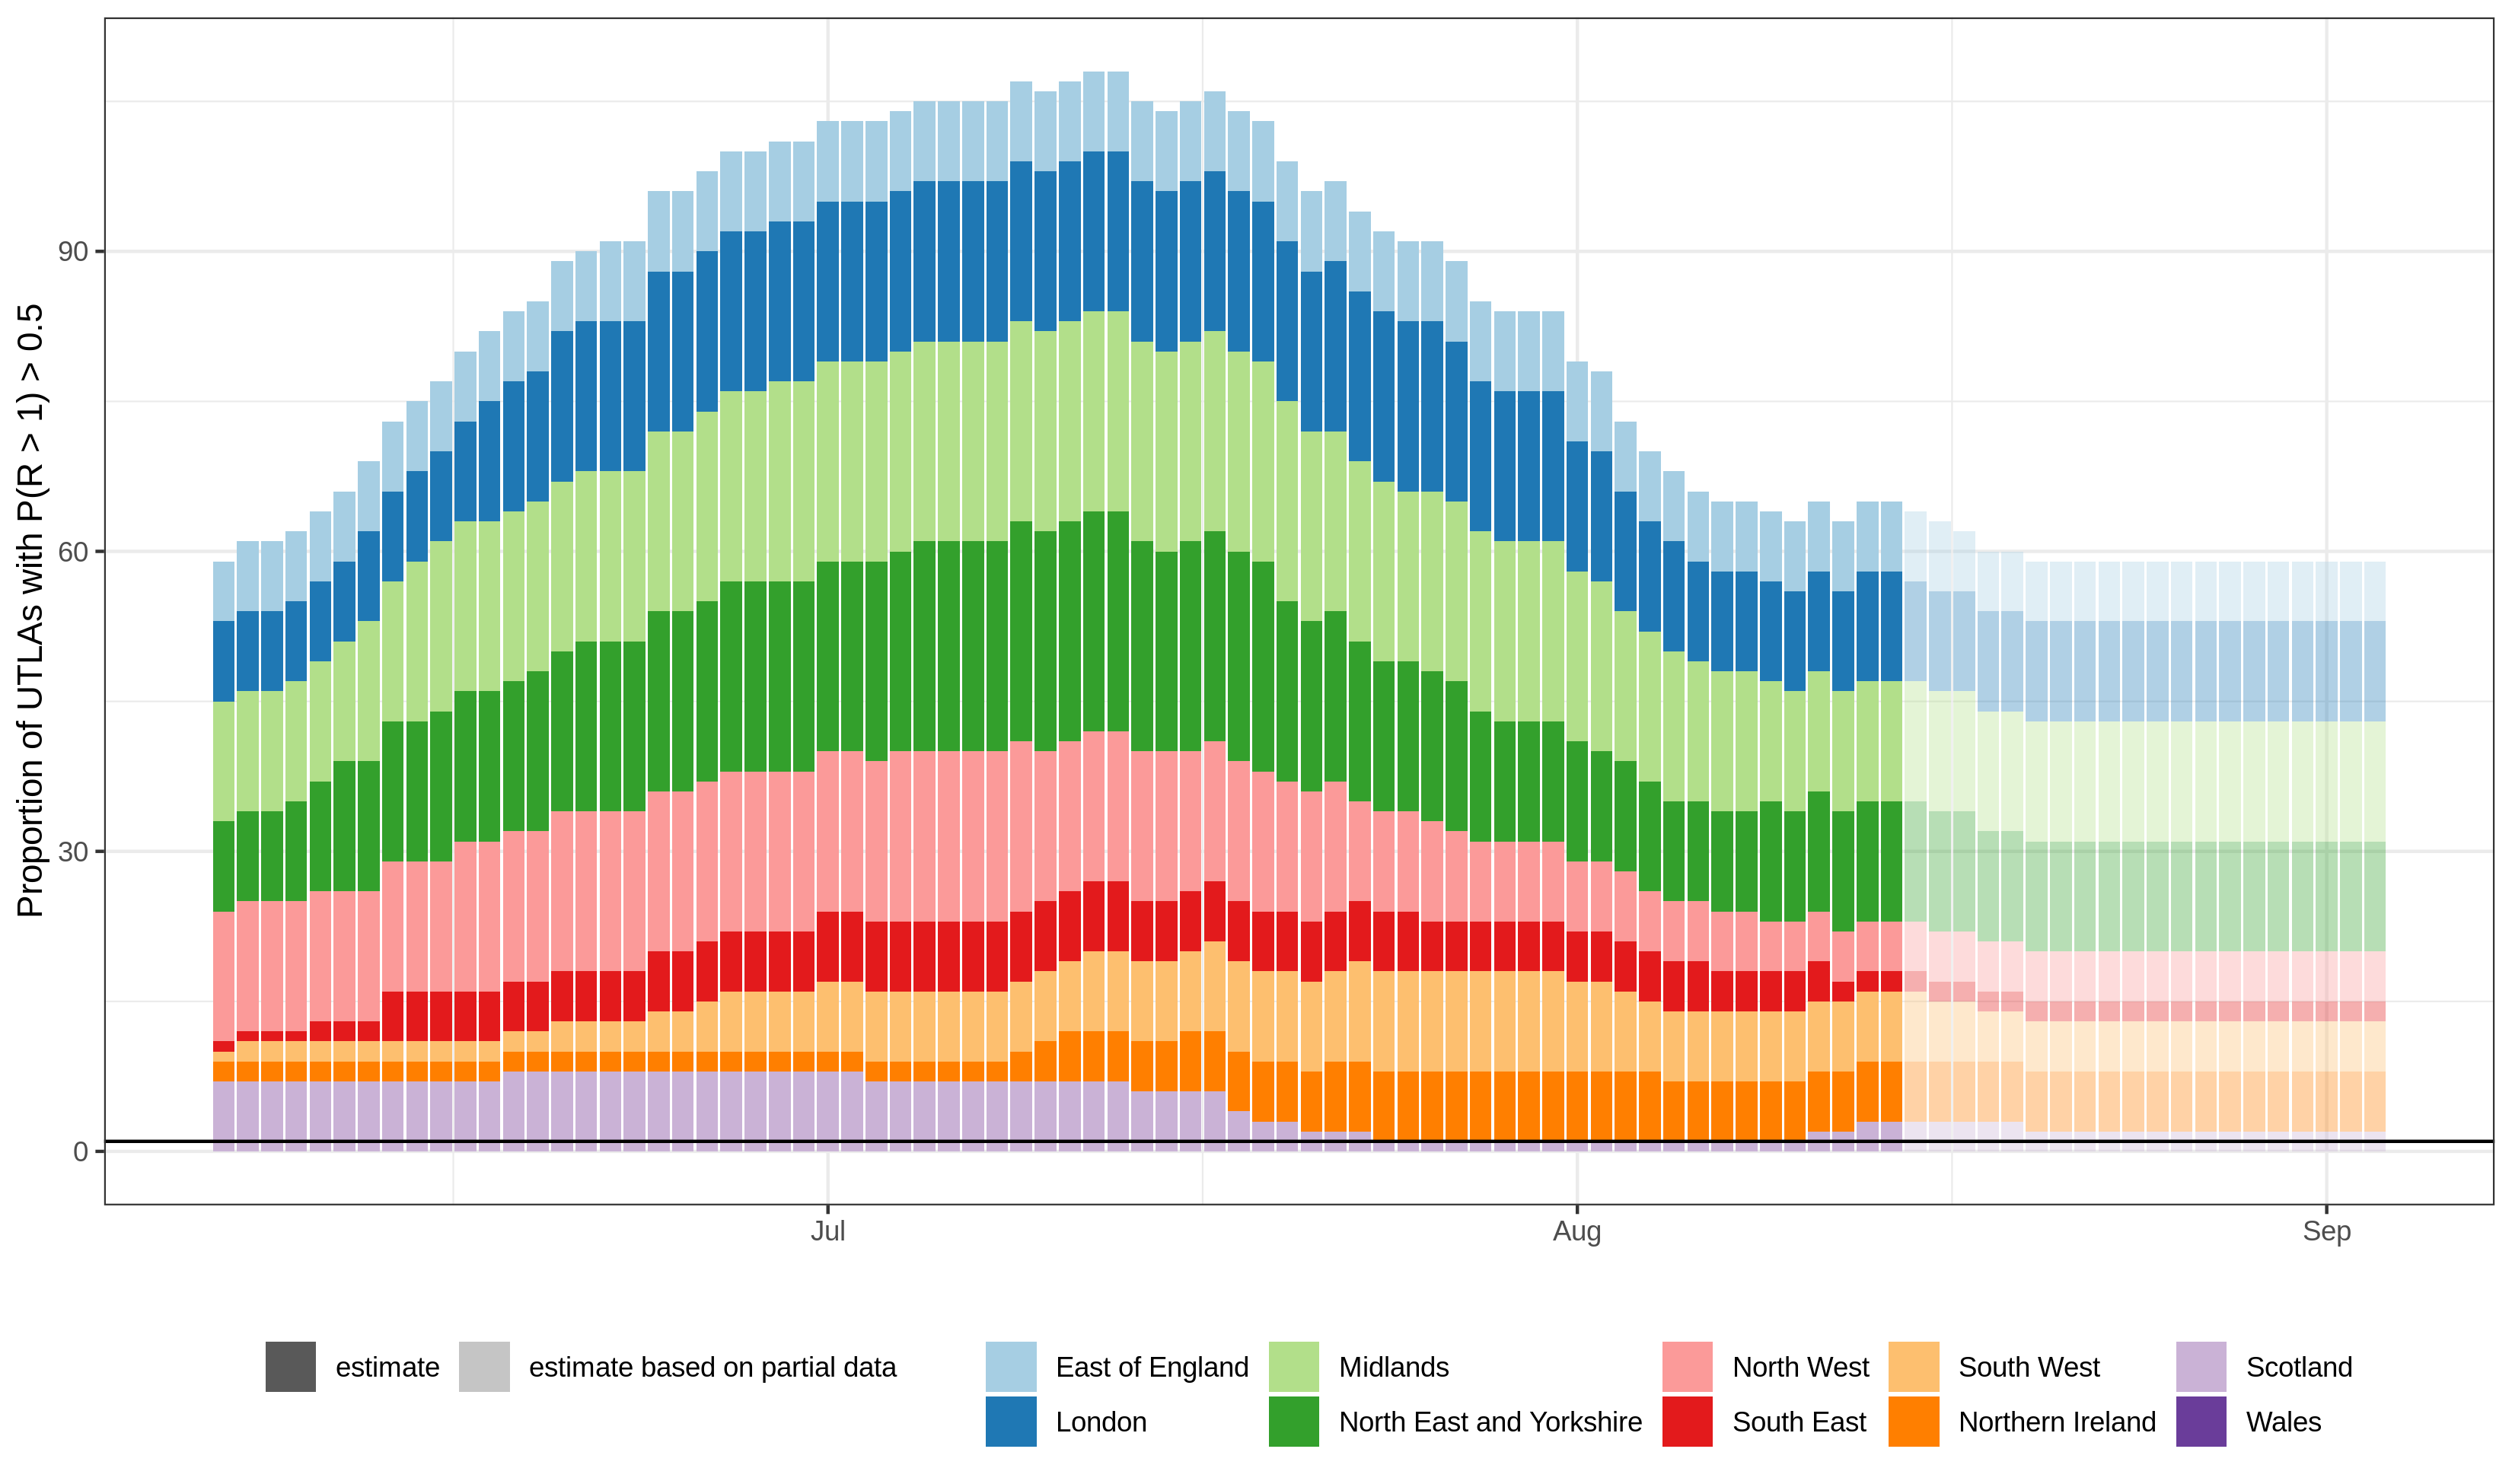 Proportion of UTLAs with P(R > 1) > 0.5
90
60
30
0
Jul Aug Sep
estimate estimate based on partial data East of England Midlands North West South West Scotland
London North East and Yorkshire South East Northern Ireland Wales